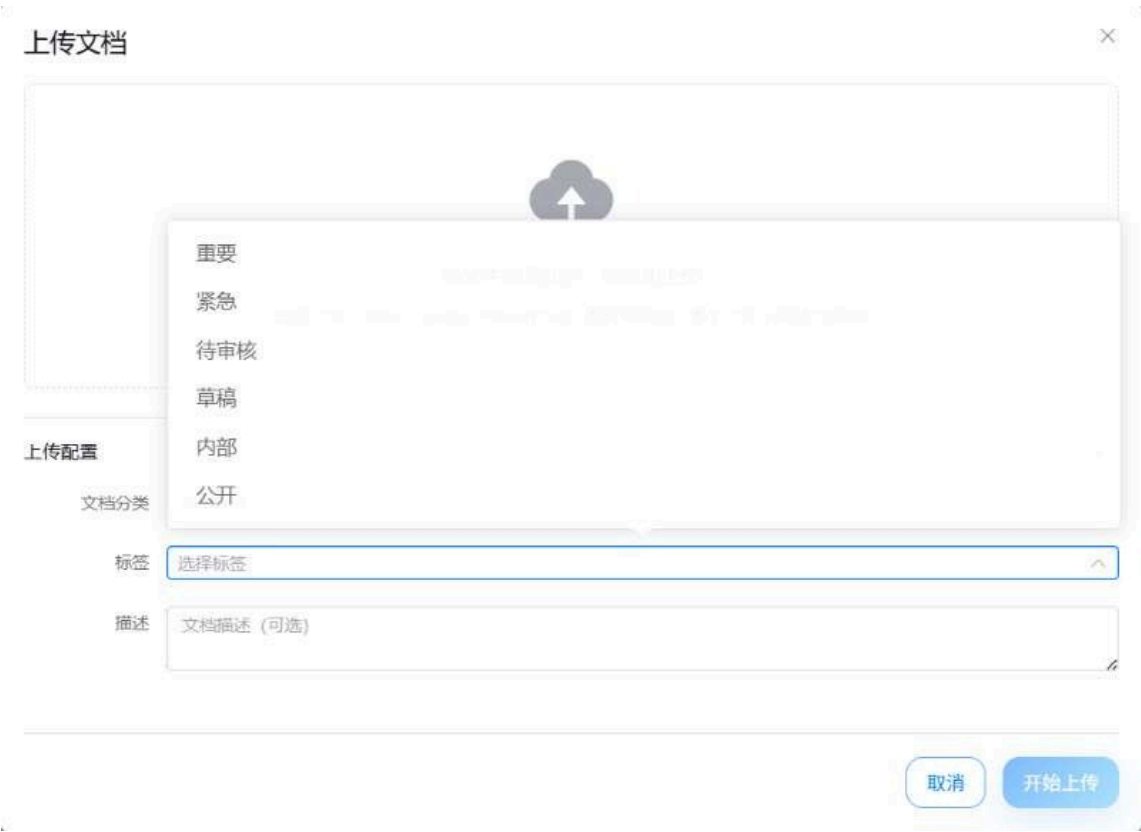 上传文档
重要
紧急
待审核
草稿
内部
公开
上传配置
文档分类
标签
选择标签
描述
文档描述（可选）
取消
开始上传